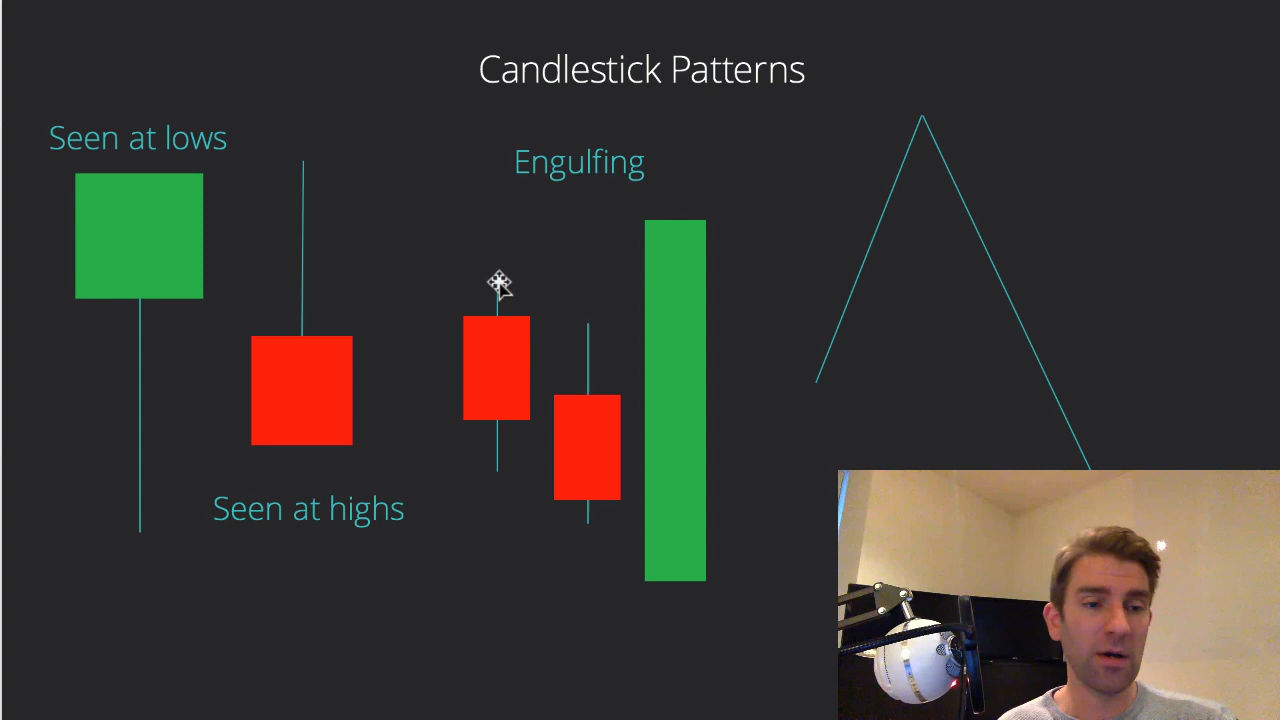 Candlestick Patterns
Seen at lows
Engulfing
Seen at highs